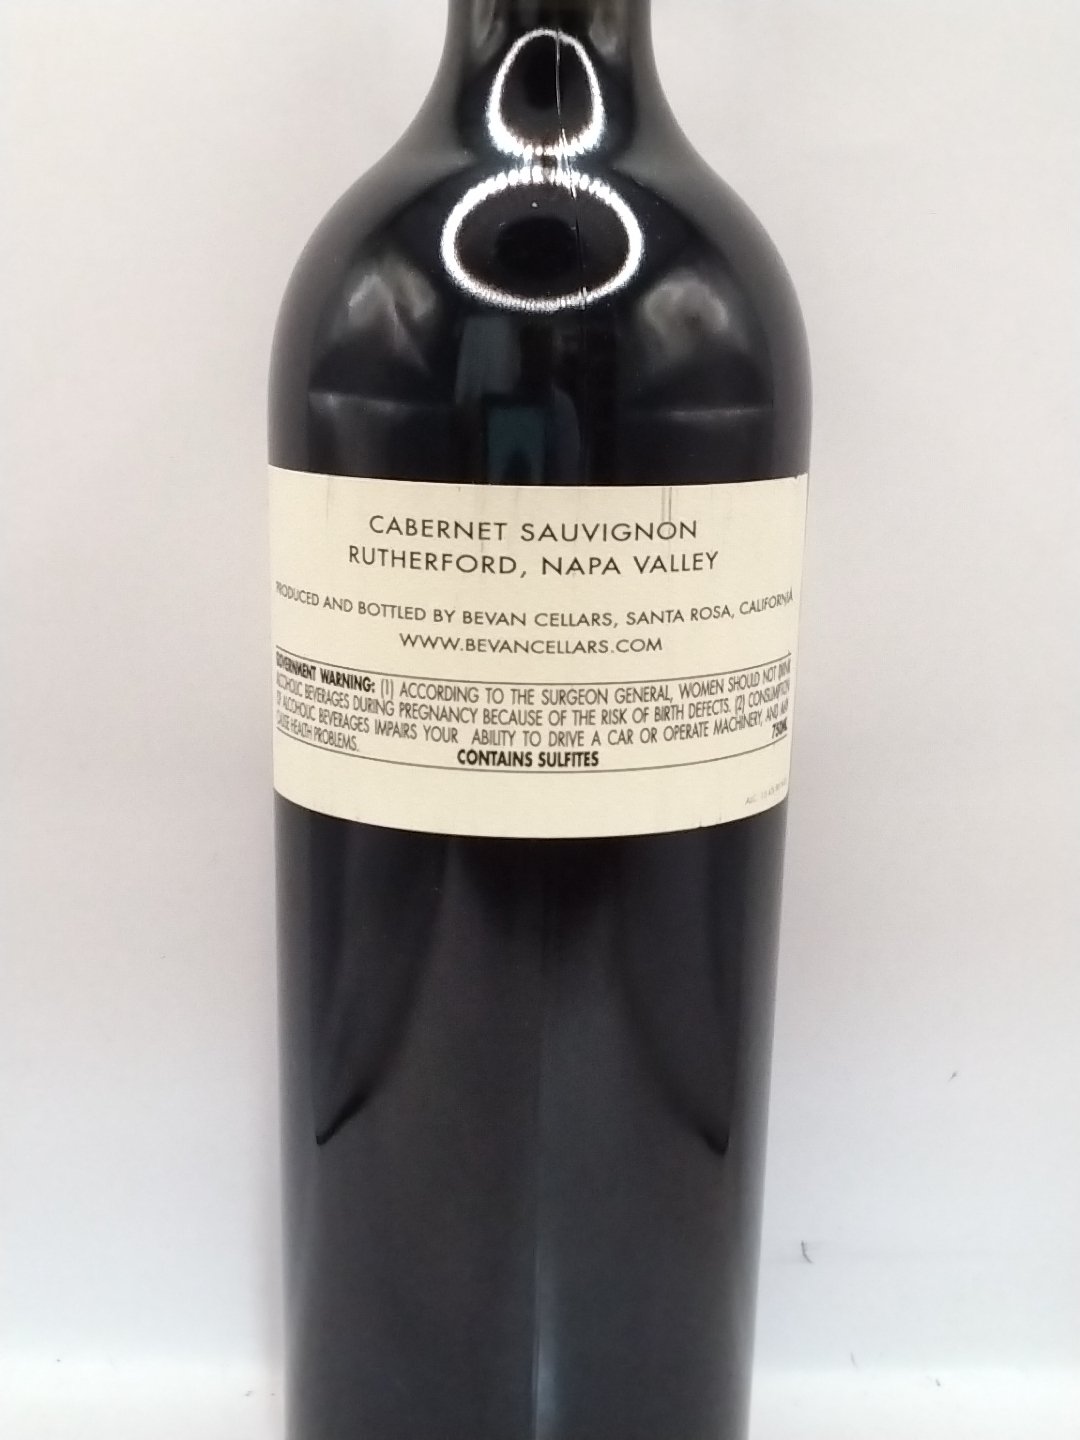 CABERNET SAUVIGNON
RUTHERFORD, NAPA VALLEY
PRODUCED AND BOTTLED BY BEVAN CELLARS, SANTA ROSA, CALIFORNIA
WWW.BEVANCELLARS.COM
GOVERNMENT WARNING: (1) ACCORDING TO THE SURGEON GENERAL, WOMEN SHOULD NOT DRINK
ALCOHOLIC BEVERAGES DURING PREGNANCY BECAUSE OF THE RISK OF BIRTH DEFECTS. (2) CONSUMPTION
OF ALCOHOLIC BEVERAGES IMPAIRS YOUR ABILITY TO DRIVE A CAR OR OPERATE MACHINERY, AND MAY
CAUSE HEALTH PROBLEMS. 750ML
CONTAINS SULFITES
ALC.